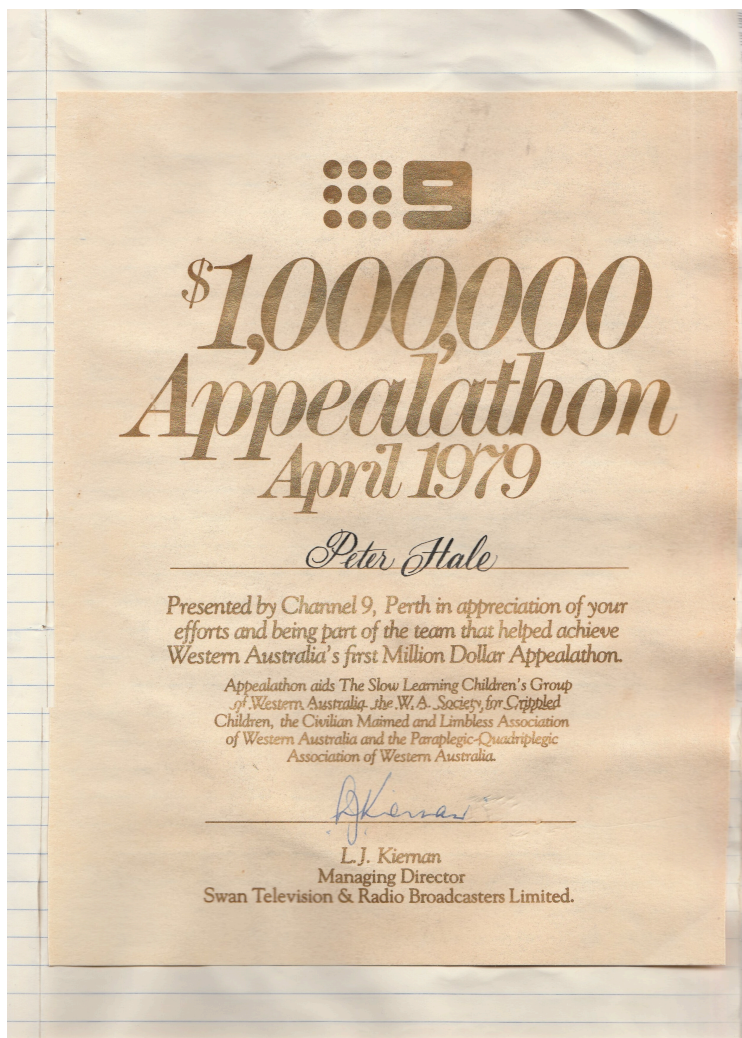 9
$1,000,000
Appealathon
April 1979
Peter Hale
Presented by Channel 9, Perth in appreciation of your
efforts and being part of the team that helped achieve
Western Australia's first Million Dollar Appealathon.
Appealathon aids The Slow Learning Children's Group
of Western Australia, the W.A. Society for Crippled
Children, the Civilian Maimed and Limbless Association
of Western Australia and the Paraplegic-Quadriplegic
Association of Western Australia.
LJKiernan
L.J. Kiernan
Managing Director
Swan Television & Radio Broadcasters Limited.